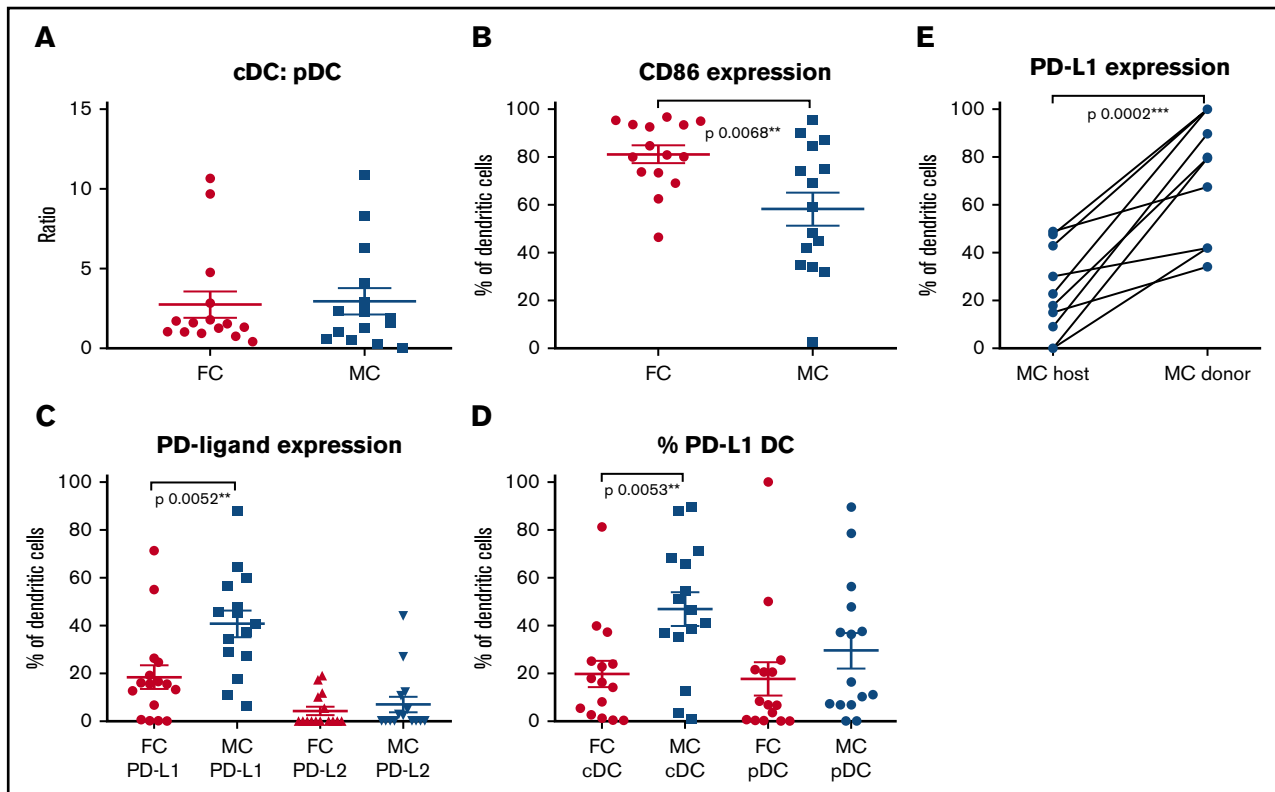 A
cDC: pDC
Ratio
15
10
5
0
FC MC
B
CD86 expression
% of dendritic cells
100
80
60
40
20
0
p 0.0068**
FC MC
E
PD-L1 expression
% of dendritic cells
100
80
60
40
20
0
p 0.0002***
MC host MC donor
C
PD-ligand expression
% of dendritic cells
100
80
60
40
20
0
p 0.0052**
FC MC FC MC
PD-L1 PD-L1 PD-L2 PD-L2
D
% PD-L1 DC
% of dendritic cells
100
80
60
40
20
0
p 0.0053**
FC MC FC MC
cDC cDC pDC pDC